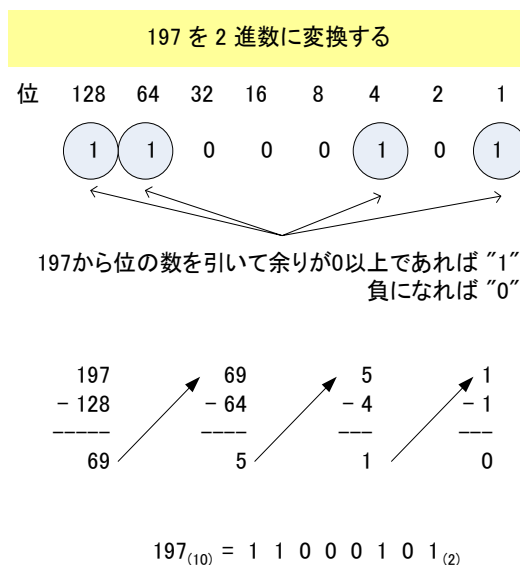 197 を 2 進数に変換する
位 128 64 32 16 8 4 2 1
1 1 0 0 0 1 0 1
197から位の数を引いて余りが0以上であれば ”1”
負になれば ”0”
197 69 5 1
- 128 - 64 - 4 - 1
----- ---- --- ---
69 5 1 0
197(10) = 1 1 0 0 0 1 0 1(2)